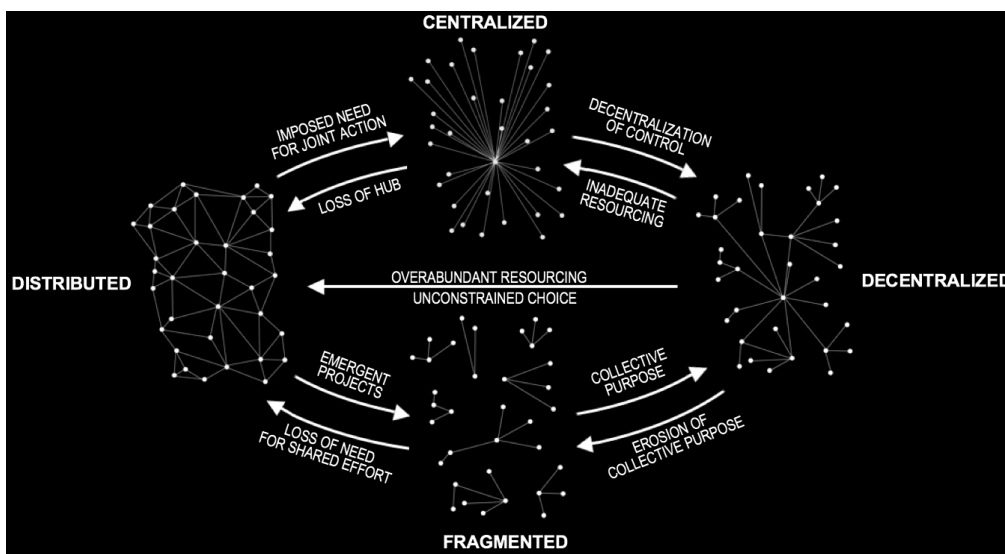 CENTRALIZED
IMPOSED NEED
FOR JOINT ACTION
LOSS OF HUB
DECENTRALIZATION
OF CONTROL
INADEQUATE
RESOURCING
DISTRIBUTED
OVERABUNDANT RESOURCING
UNCONSTRAINED CHOICE
DECENTRALIZED
EMERGENT
PROJECTS
LOSS OF NEED
FOR SHARED EFFORT
COLLECTIVE
PURPOSE
EROSION OF
COLLECTIVE PURPOSE
FRAGMENTED